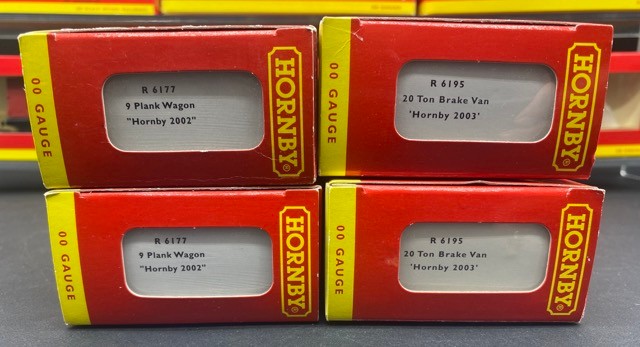 00 GAUGE
R 6177
9 Plank Wagon
"Hornby 2002"
HORNBY®
00 GAUGE
R 6195
20 Ton Brake Van
'Hornby 2003'
HORNBY®
00 GAUGE
R 6177
9 Plank Wagon
"Hornby 2002"
HORNBY®
00 GAUGE
R 6195
20 Ton Brake Van
'Hornby 2003'
HORNBY®